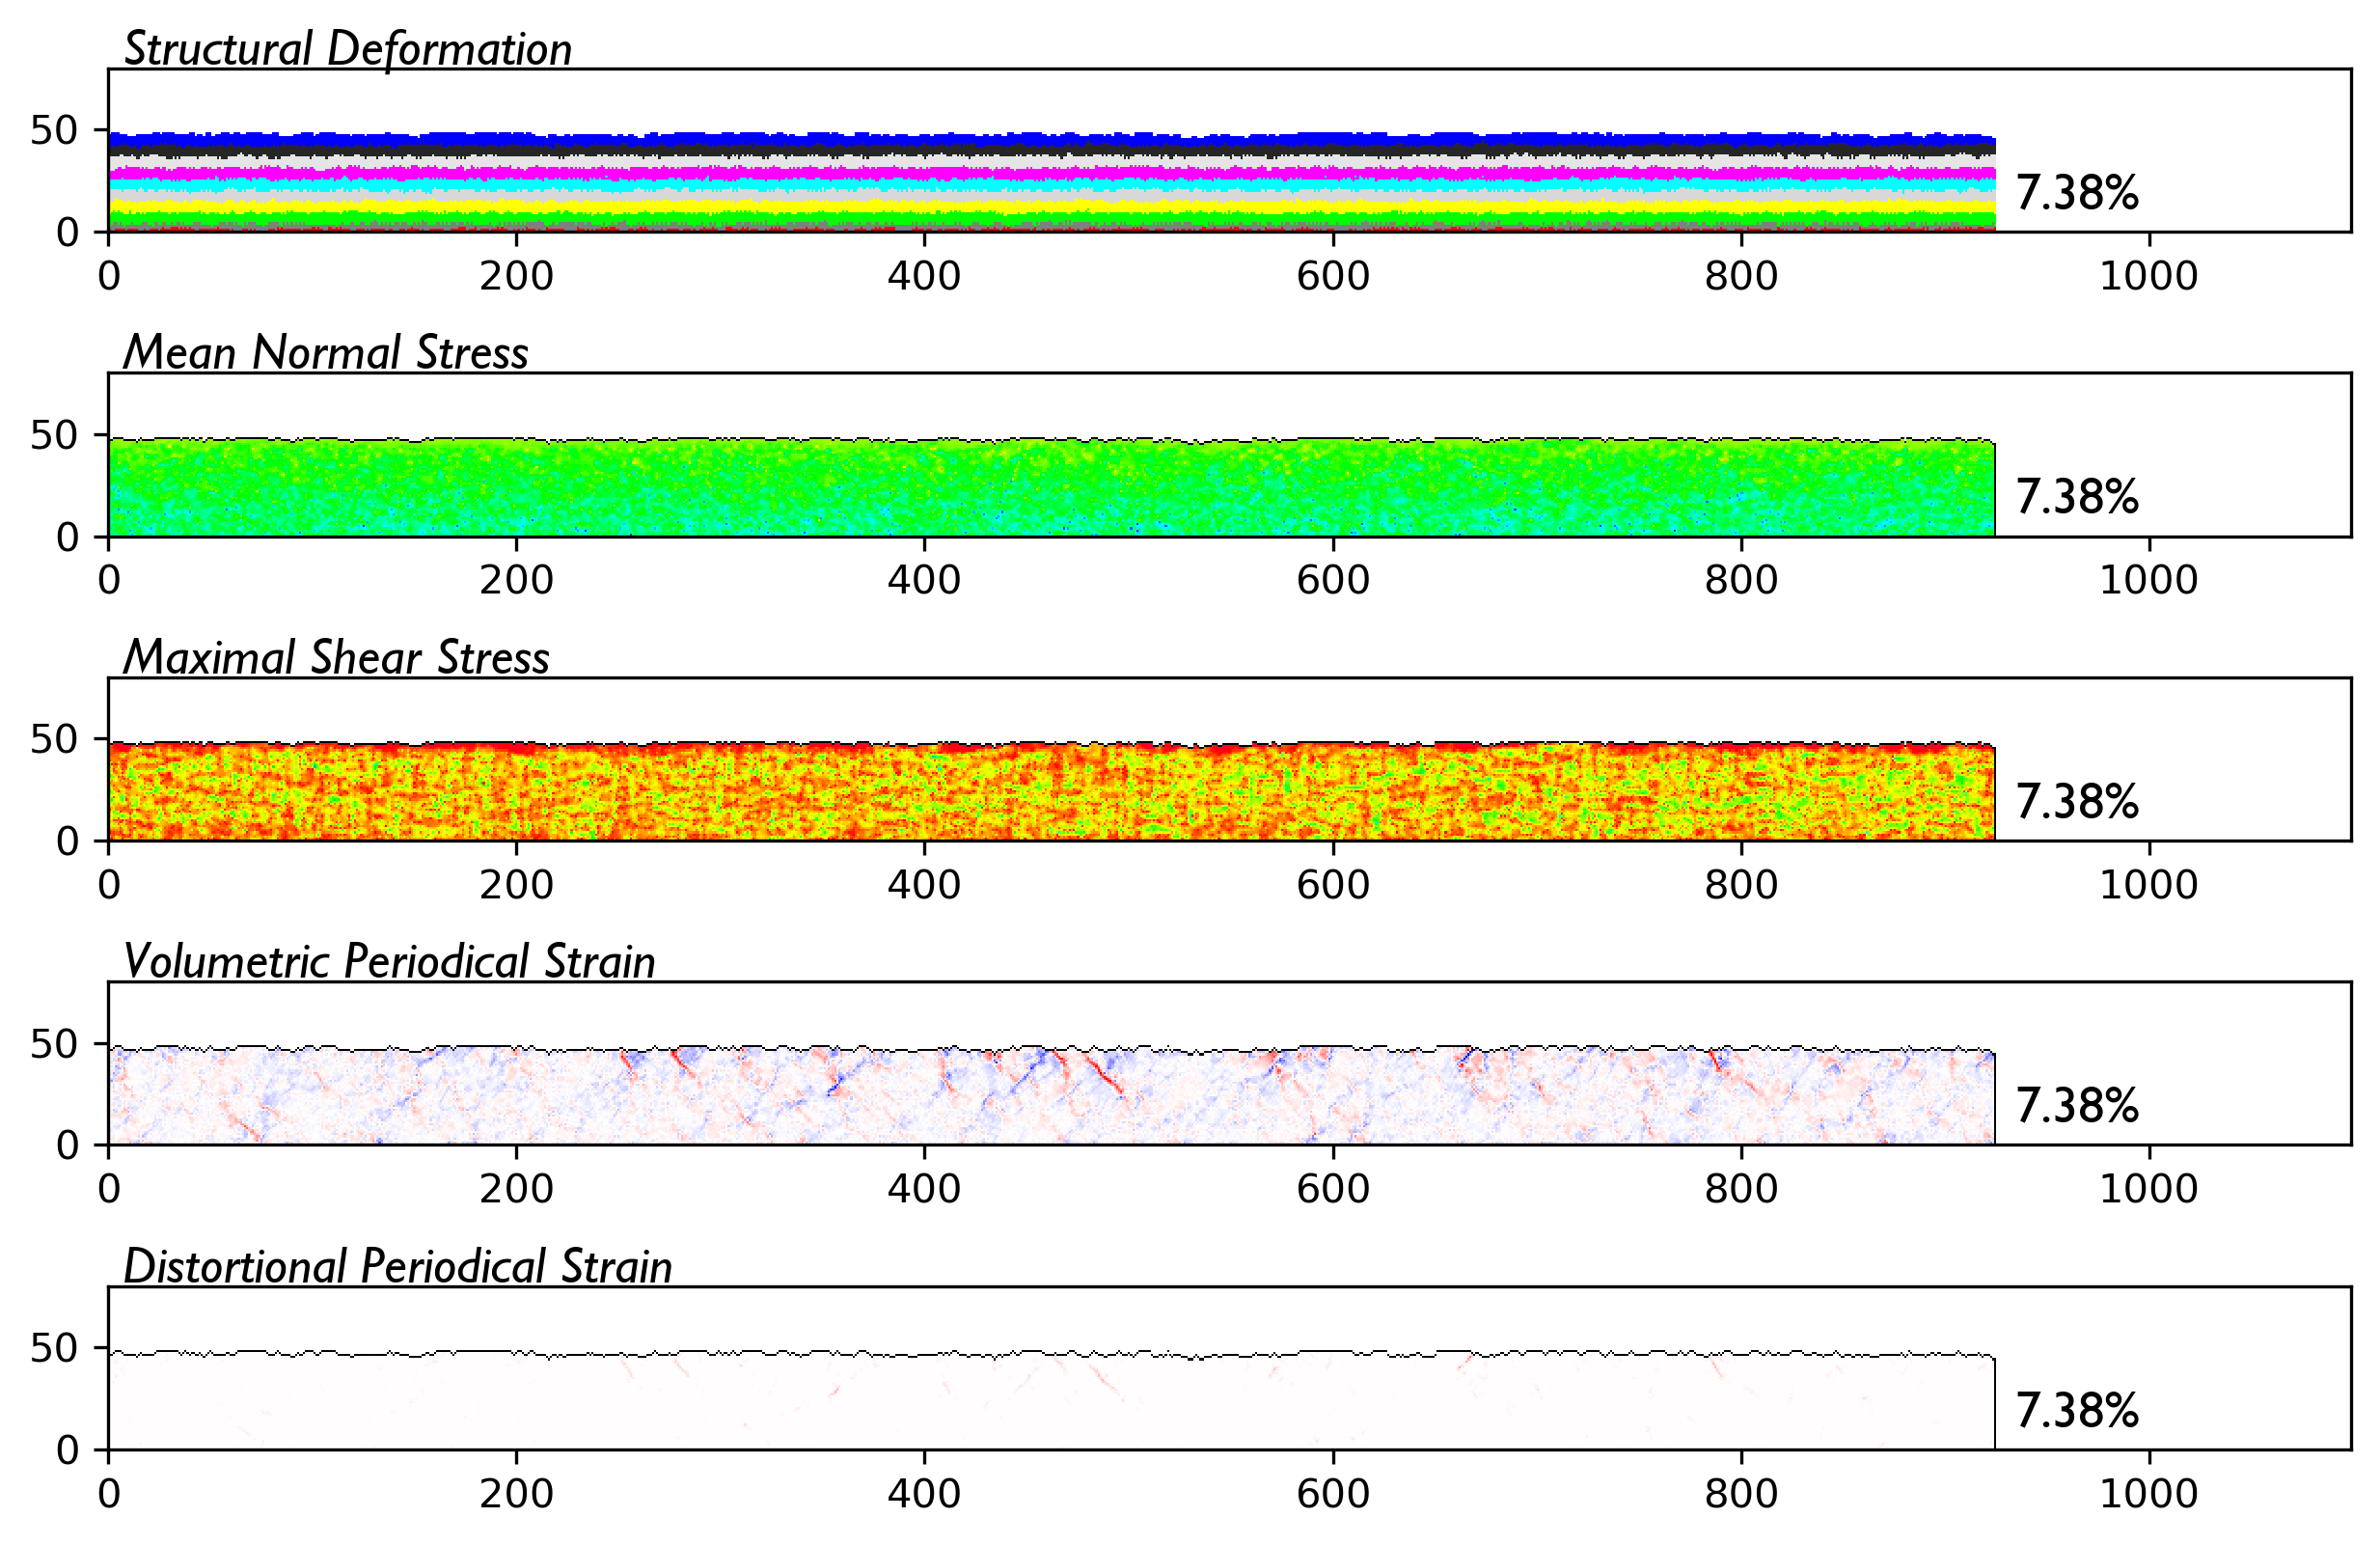 Structural Deformation
50
7.38%
0
0 200 400 600 800 1000
Mean Normal Stress
50
7.38%
0
0 200 400 600 800 1000
Maximal Shear Stress
50
7.38%
0
0 200 400 600 800 1000
Volumetric Periodical Strain
50
7.38%
0
0 200 400 600 800 1000
Distortional Periodical Strain
50
7.38%
0
0 200 400 600 800 1000